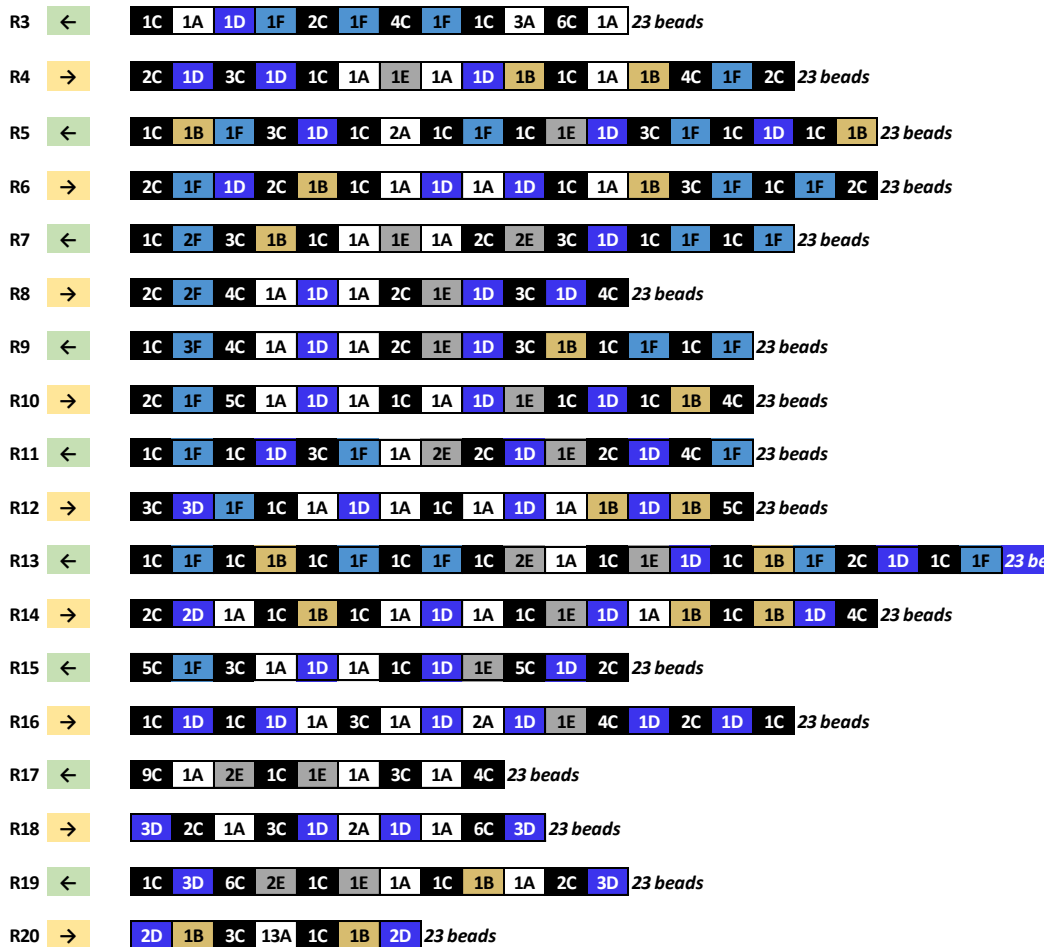 R3 ← 1C 1A 1D 1F 2C 1F 4C 1F 1C 3A 6C 1A 23 beads
R4 → 2C 1D 3C 1D 1C 1A 1E 1A 1D 1B 1C 1A 1B 4C 1F 2C 23 beads
R5 ← 1C 1B 1F 3C 1D 1C 2A 1C 1F 1C 1E 1D 3C 1F 1C 1D 1C 1B 23 beads
R6 → 2C 1F 1D 2C 1B 1C 1A 1D 1A 1D 1C 1A 1B 3C 1F 1C 1F 2C 23 beads
R7 ← 1C 2F 3C 1B 1C 1A 1E 1A 2C 2E 3C 1D 1C 1F 1C 1F 23 beads
R8 → 2C 2F 4C 1A 1D 1A 2C 1E 1D 3C 1D 4C 23 beads
R9 ← 1C 3F 4C 1A 1D 1A 2C 1E 1D 3C 1B 1C 1F 1C 1F 23 beads
R10 → 2C 1F 5C 1A 1D 1A 1C 1A 1D 1E 1C 1D 1C 1B 4C 23 beads
R11 ← 1C 1F 1C 1D 3C 1F 1A 2E 2C 1D 1E 2C 1D 4C 1F 23 beads
R12 → 3C 3D 1F 1C 1A 1D 1A 1C 1A 1D 1A 1B 1D 1B 5C 23 beads
R13 ← 1C 1F 1C 1B 1C 1F 1C 1F 1C 2E 1A 1C 1E 1D 1C 1B 1F 2C 1D 1C 1F 23 be
R14 → 2C 2D 1A 1C 1B 1C 1A 1D 1A 1C 1E 1D 1A 1B 1C 1B 1D 4C 23 beads
R15 ← 5C 1F 3C 1A 1D 1A 1C 1D 1E 5C 1D 2C 23 beads
R16 → 1C 1D 1C 1D 1A 3C 1A 1D 2A 1D 1E 4C 1D 2C 1D 1C 23 beads
R17 ← 9C 1A 2E 1C 1E 1A 3C 1A 4C 23 beads
R18 → 3D 2C 1A 3C 1D 2A 1D 1A 6C 3D 23 beads
R19 ← 1C 3D 6C 2E 1C 1E 1A 1C 1B 1A 2C 3D 23 beads
R20 → 2D 1B 3C 13A 1C 1B 2D 23 beads